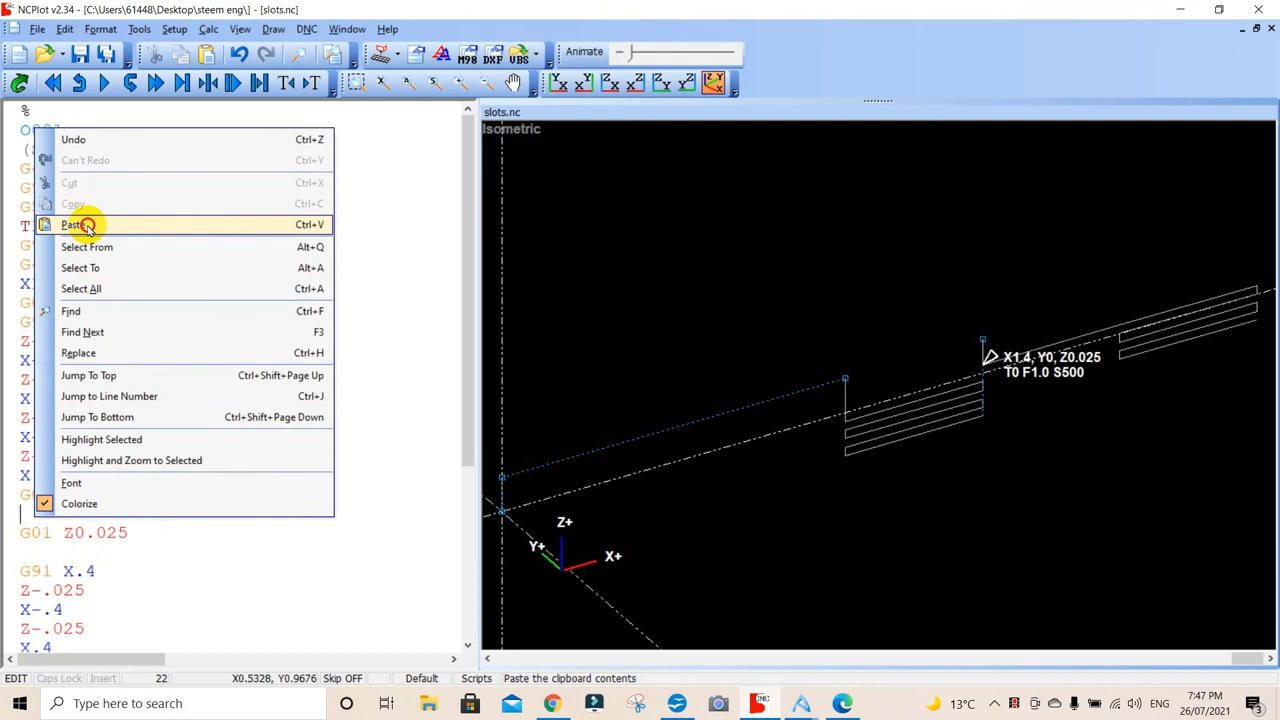 NCPlot v2.34 - [C:\Users\61448\Desktop\steem eng\] - [slots.nc]
File Edit Format Tools Setup Calc View Draw DNC Window Help
M98 DXF VBS Animate
slots.nc
Isometric
%
Undo Ctrl+Z
Can't Redo Ctrl+Y
Cut Ctrl+X
Copy Ctrl+C
Paste Ctrl+V
Select From Alt+Q
Select To Alt+A
Select All Ctrl+A
Find Ctrl+F
Find Next F3
Replace Ctrl+H
Jump To Top Ctrl+Shift+Page Up
Jump to Line Number Ctrl+J
Jump To Bottom Ctrl+Shift+Page Down
Highlight Selected
Highlight and Zoom to Selected
Font
Colorize
G01 Z0.025
G91 X.4
Z-.025
X-.4
Z-.025
X.4
X1.4, Y0, Z0.025
T0 F1.0 S500
Z+
Y+
X+
EDIT Caps Lock Insert 22 X0.5328, Y0.9676 Skip OFF Default Scripts Paste the clipboard contents
Type here to search
13°C ENG
7:47 PM
26/07/2021
3